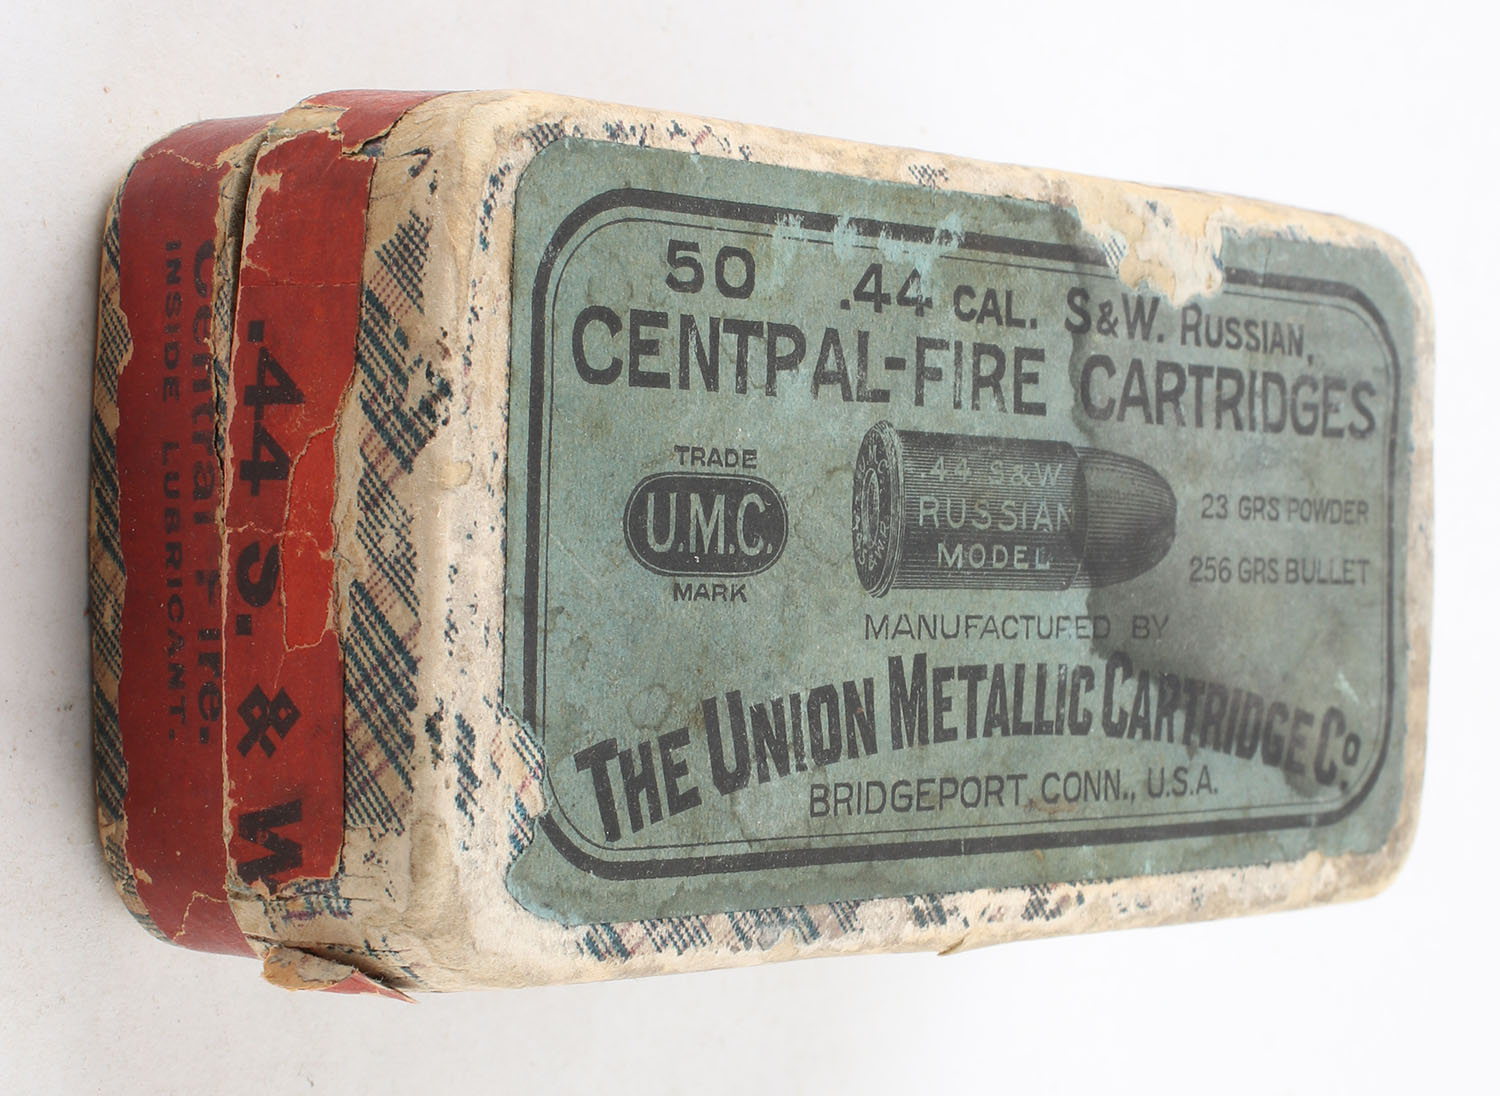 50 .44 CAL. S&W. RUSSIAN,
CENTRAL-FIRE CARTRIDGES
TRADE
U.M.C.
MARK
U.M.C.
S&W.R.
.44 S&W
RUSSIAN
MODEL
23 GRS POWDER
256 GRS BULLET
MANUFACTURED BY
THE UNION METALLIC CARTRIDGE Co.
BRIDGEPORT, CONN., U.S.A.
.44 S. & W
Central Fire.
INSIDE LUBRICANT.